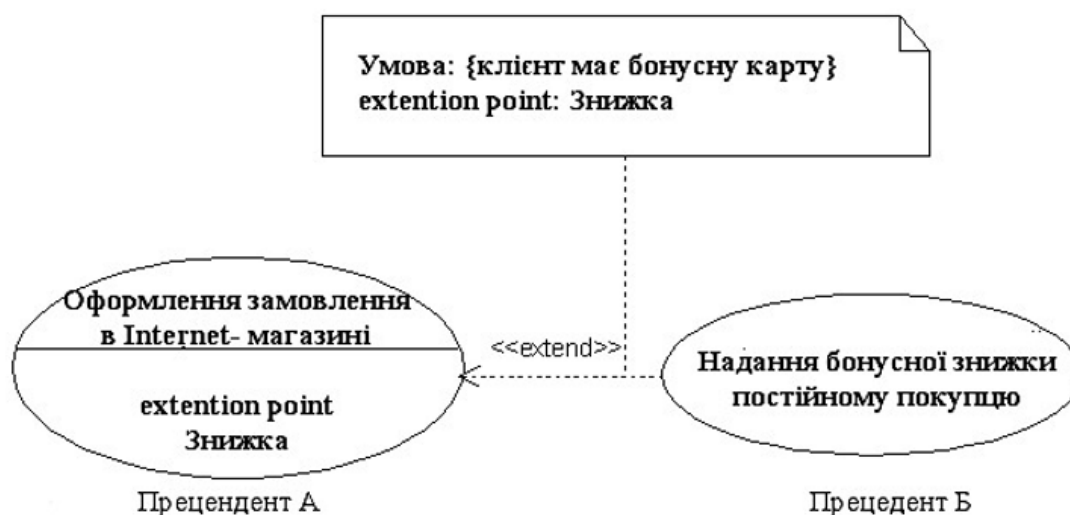 Умова: {клієнт має бонусну карту}
extention point: Знижка
Оформлення замовлення
в Internet- магазині
extention point
Знижка
<<extend>>
Надання бонусної знижки
постійному покупцю
Прецендент А
Прецедент Б